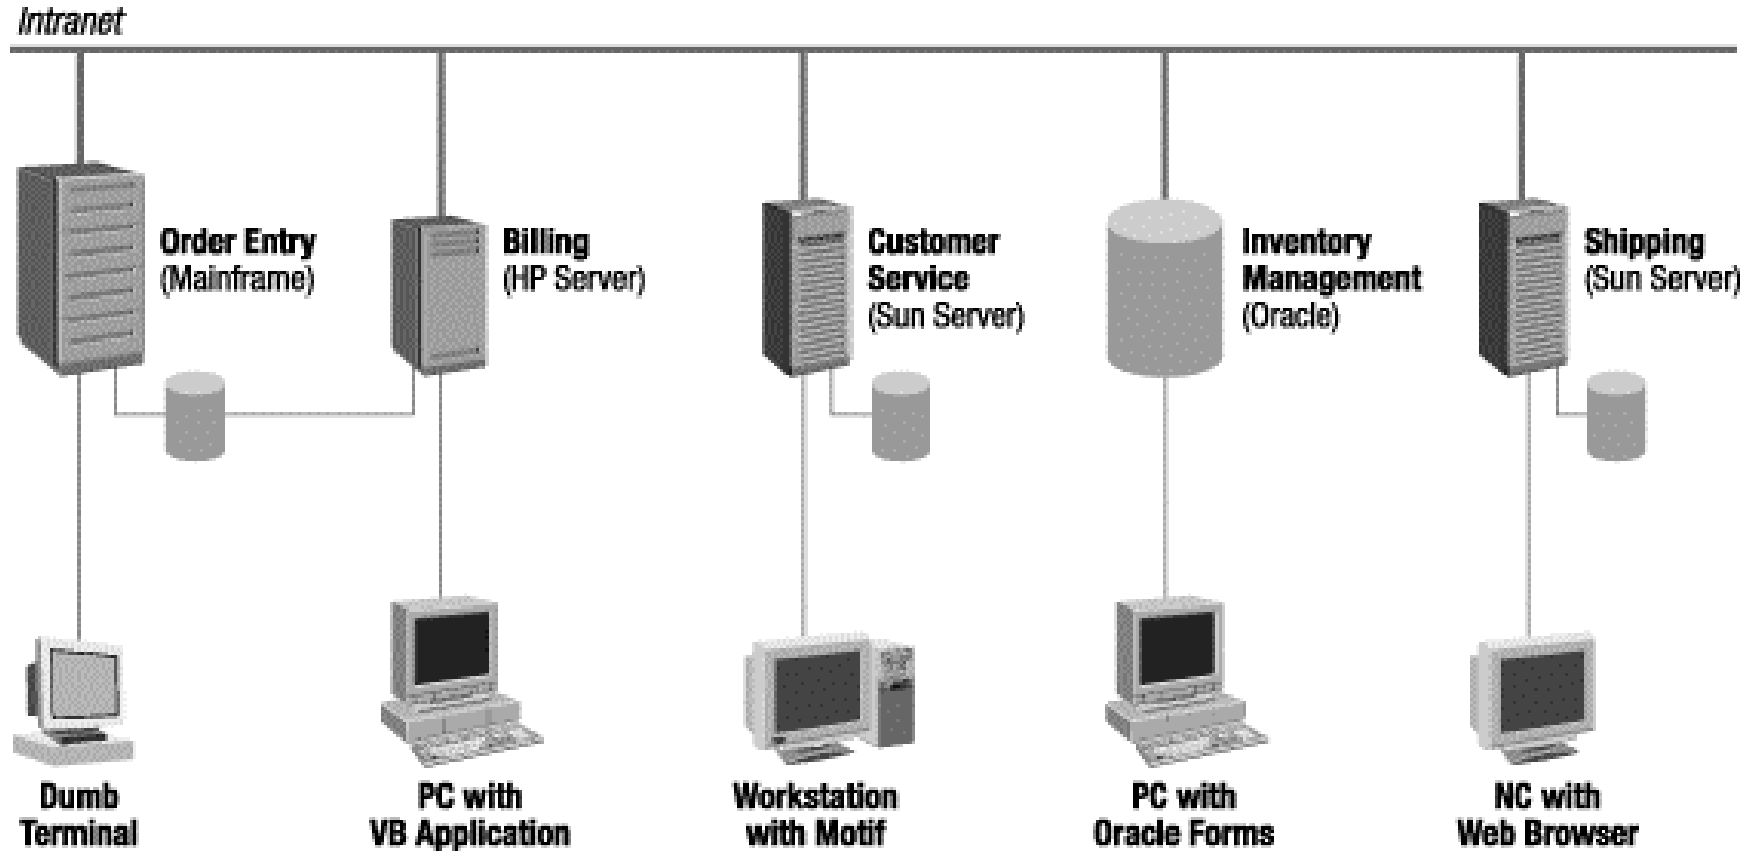 Intranet
Order Entry
(Mainframe)
Billing
(HP Server)
Customer
Service
(Sun Server)
Inventory
Management
(Oracle)
Shipping
(Sun Server)
Dumb
Terminal
PC with
VB Application
Workstation
with Motif
PC with
Oracle Forms
NC with
Web Browser